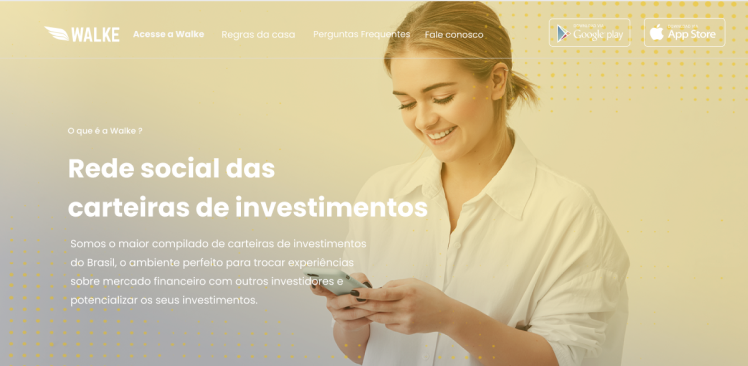 WALKE
Acesse a Walke
Regras da casa
Perguntas Frequentes
Fale conosco
Google play
App Store
O que é a Walke ?
Rede social das
carteiras de investimentos
Somos o maior compilado de carteiras de investimentos
do Brasil, o ambiente perfeito para trocar experiências
sobre mercado financeiro com outros investidores e
potencializar os seus investimentos.